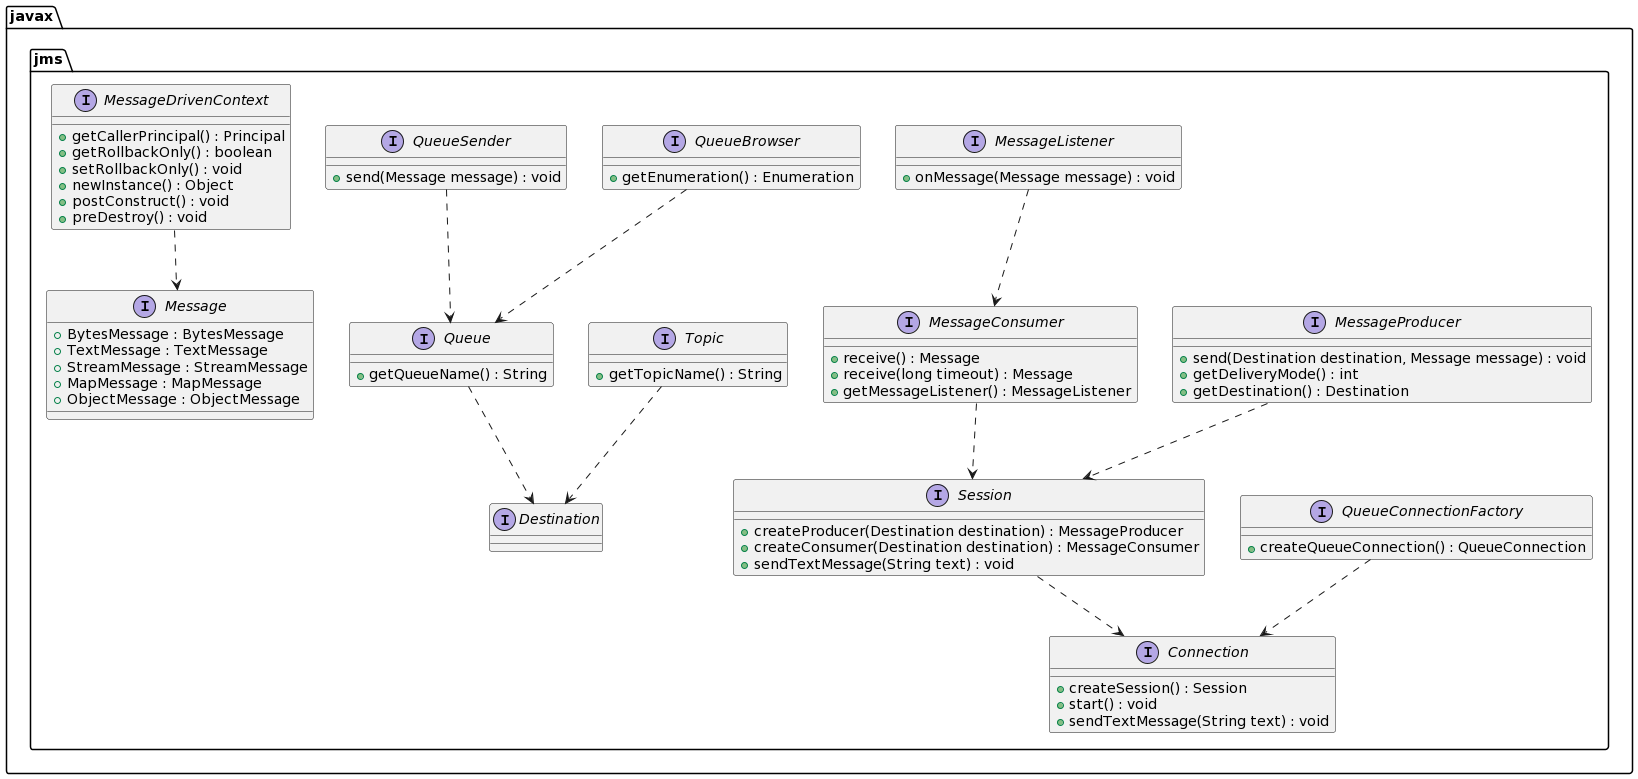 javax
jms
I MessageDrivenContext
getCallerPrincipal() : Principal
getRollbackOnly() : boolean
setRollbackOnly() : void
newInstance() : Object
postConstruct() : void
preDestroy() : void
I QueueSender
send(Message message) : void
I QueueBrowser
getEnumeration() : Enumeration
I MessageListener
onMessage(Message message) : void
I Message
BytesMessage : BytesMessage
TextMessage : TextMessage
StreamMessage : StreamMessage
MapMessage : MapMessage
ObjectMessage : ObjectMessage
I Queue
getQueueName() : String
I Topic
getTopicName() : String
I MessageConsumer
receive() : Message
receive(long timeout) : Message
getMessageListener() : MessageListener
I MessageProducer
send(Destination destination, Message message) : void
getDeliveryMode() : int
getDestination() : Destination
I Destination
I Session
createProducer(Destination destination) : MessageProducer
createConsumer(Destination destination) : MessageConsumer
sendTextMessage(String text) : void
I QueueConnectionFactory
createQueueConnection() : QueueConnection
I Connection
createSession() : Session
start() : void
sendTextMessage(String text) : void